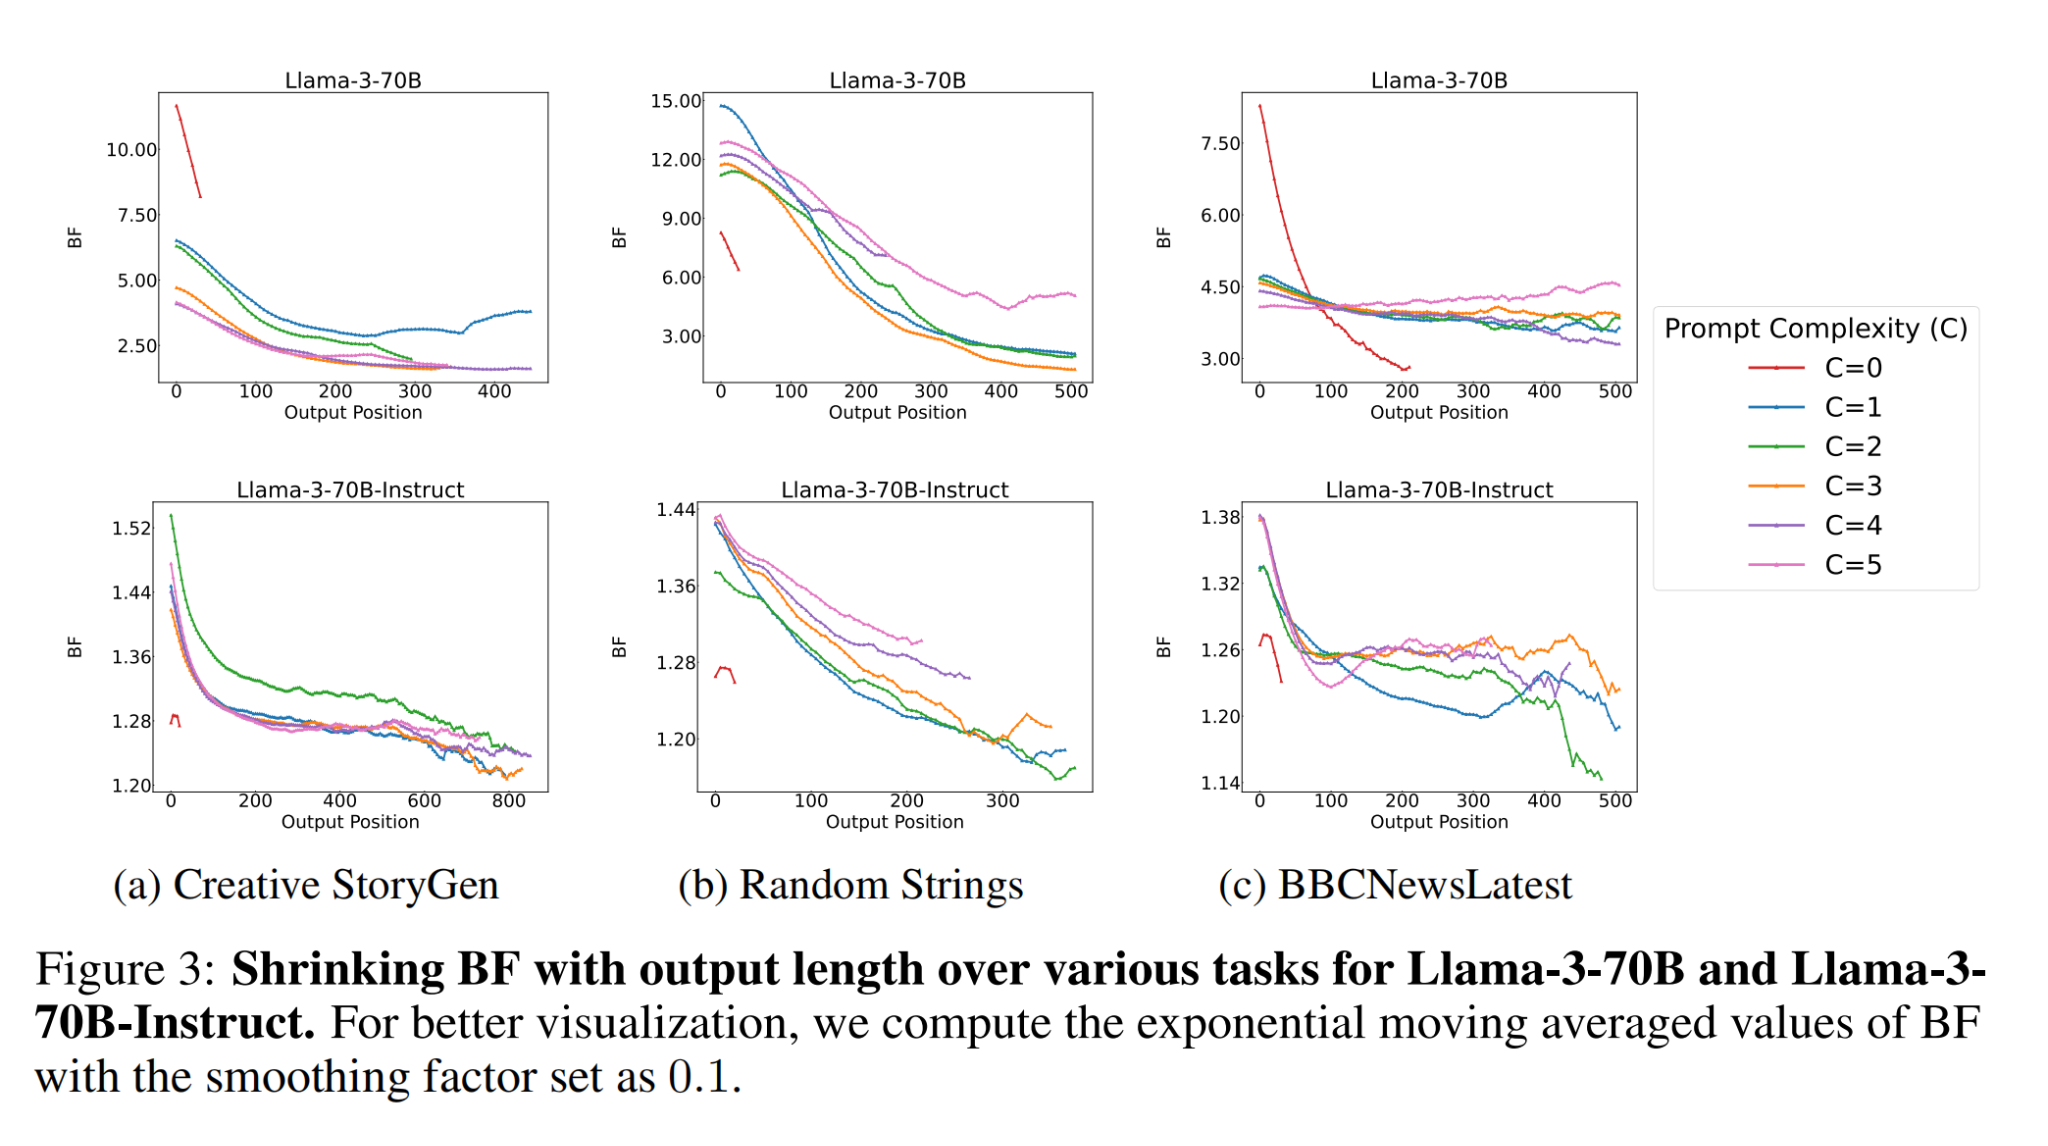 Llama-3-70B
BF
10.00
7.50
5.00
2.50
0 100 200 300 400
Output Position
Llama-3-70B
BF
15.00
12.00
9.00
6.00
3.00
0 100 200 300 400 500
Output Position
Llama-3-70B
BF
7.50
6.00
4.50
3.00
0 100 200 300 400 500
Output Position
Prompt Complexity (C)
C=0
C=1
C=2
C=3
C=4
C=5
Llama-3-70B-Instruct
BF
1.52
1.44
1.36
1.28
1.20
0 200 400 600 800
Output Position
Llama-3-70B-Instruct
BF
1.44
1.36
1.28
1.20
0 100 200 300
Output Position
Llama-3-70B-Instruct
BF
1.38
1.32
1.26
1.20
1.14
0 100 200 300 400 500
Output Position
(a) Creative StoryGen
(b) Random Strings
(c) BBCNewsLatest
Figure 3: Shrinking BF with output length over various tasks for Llama-3-70B and Llama-3-
70B-Instruct. For better visualization, we compute the exponential moving averaged values of BF
with the smoothing factor set as 0.1.